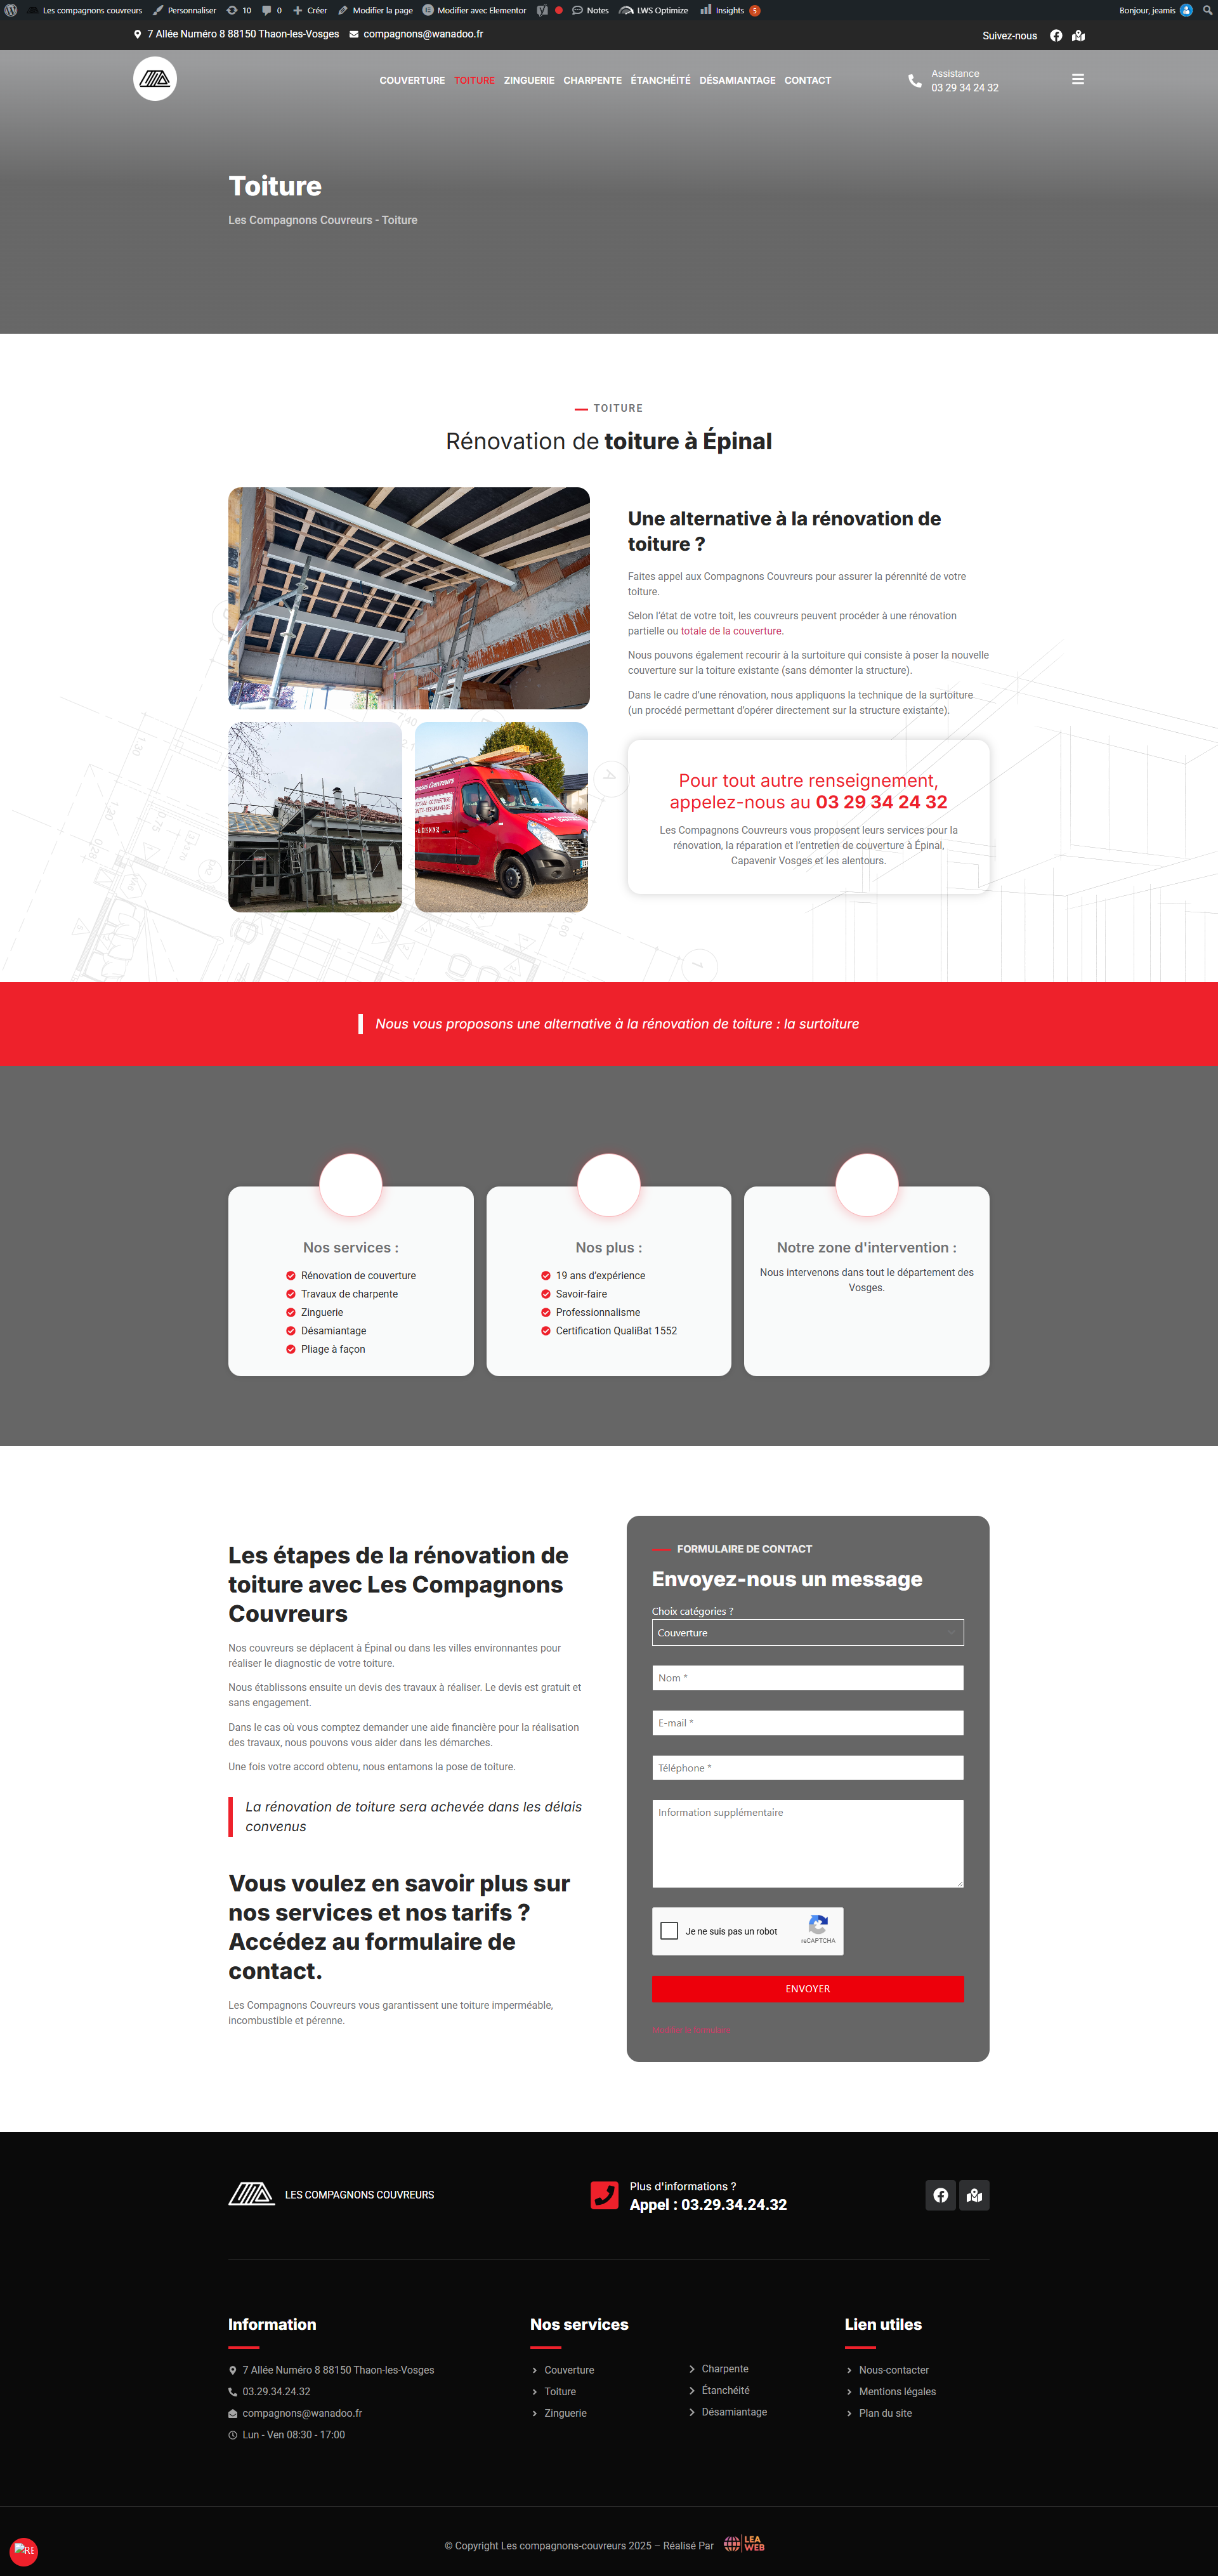 Les compagnons couvreurs Personnaliser 10 0 Créer Modifier la page Modifier avec Elementor Notes LWS Optimize Insights 5 Bonjour, jeamis
7 Allée Numéro 8 88150 Thaon-les-Vosges compagnons@wanadoo.fr Suivez-nous
COUVERTURE TOITURE ZINGUERIE CHARPENTE ÉTANCHÉITÉ DÉSAMIANTAGE CONTACT
Assistance
03 29 34 24 32
Toiture
Les Compagnons Couvreurs - Toiture
TOITURE
Rénovation de toiture à Épinal
Une alternative à la rénovation de
toiture ?
Faites appel aux Compagnons Couvreurs pour assurer la pérennité de votre
toiture.
Selon l’état de votre toit, les couvreurs peuvent procéder à une rénovation
partielle ou totale de la couverture.
Nous pouvons également recourir à la surtoiture qui consiste à poser la nouvelle
couverture sur la toiture existante (sans démonter la structure).
Dans le cadre d’une rénovation, nous appliquons la technique de la surtoiture
(un procédé permettant d’opérer directement sur la structure existante).
Pour tout autre renseignement,
appelez-nous au 03 29 34 24 32
Les Compagnons Couvreurs vous proposent leurs services pour la
rénovation, la réparation et l’entretien de couverture à Épinal,
Capavenir Vosges et les alentours.
Nous vous proposons une alternative à la rénovation de toiture : la surtoiture
Nos services :
Rénovation de couverture
Travaux de charpente
Zinguerie
Désamiantage
Pliage à façon
Nos plus :
19 ans d’expérience
Savoir-faire
Professionnalisme
Certification QualiBat 1552
Notre zone d'intervention :
Nous intervenons dans tout le département des
Vosges.
Les étapes de la rénovation de
toiture avec Les Compagnons
Couvreurs
Nos couvreurs se déplacent à Épinal ou dans les villes environnantes pour
réaliser le diagnostic de votre toiture.
Nous établissons ensuite un devis des travaux à réaliser. Le devis est gratuit et
sans engagement.
Dans le cas où vous comptez demander une aide financière pour la réalisation
des travaux, nous pouvons vous aider dans les démarches.
Une fois votre accord obtenu, nous entamons la pose de toiture.
La rénovation de toiture sera achevée dans les délais
convenus
Vous voulez en savoir plus sur
nos services et nos tarifs ?
Accédez au formulaire de
contact.
Les Compagnons Couvreurs vous garantissent une toiture imperméable,
incombustible et pérenne.
FORMULAIRE DE CONTACT
Envoyez-nous un message
Choix catégories ?
Couverture
Nom *
E-mail *
Téléphone *
Information supplémentaire
Je ne suis pas un robot
reCAPTCHA
ENVOYER
LES COMPAGNONS COUVREURS
Plus d'informations ?
Appel : 03.29.34.24.32
Information
7 Allée Numéro 8 88150 Thaon-les-Vosges
03.29.34.24.32
compagnons@wanadoo.fr
Lun - Ven 08:30 - 17:00
Nos services
Couverture
Toiture
Zinguerie
Charpente
Étanchéité
Désamiantage
Lien utiles
Nous-contacter
Mentions légales
Plan du site
© Copyright Les compagnons-couvreurs 2025 – Réalisé Par LEA
WEB